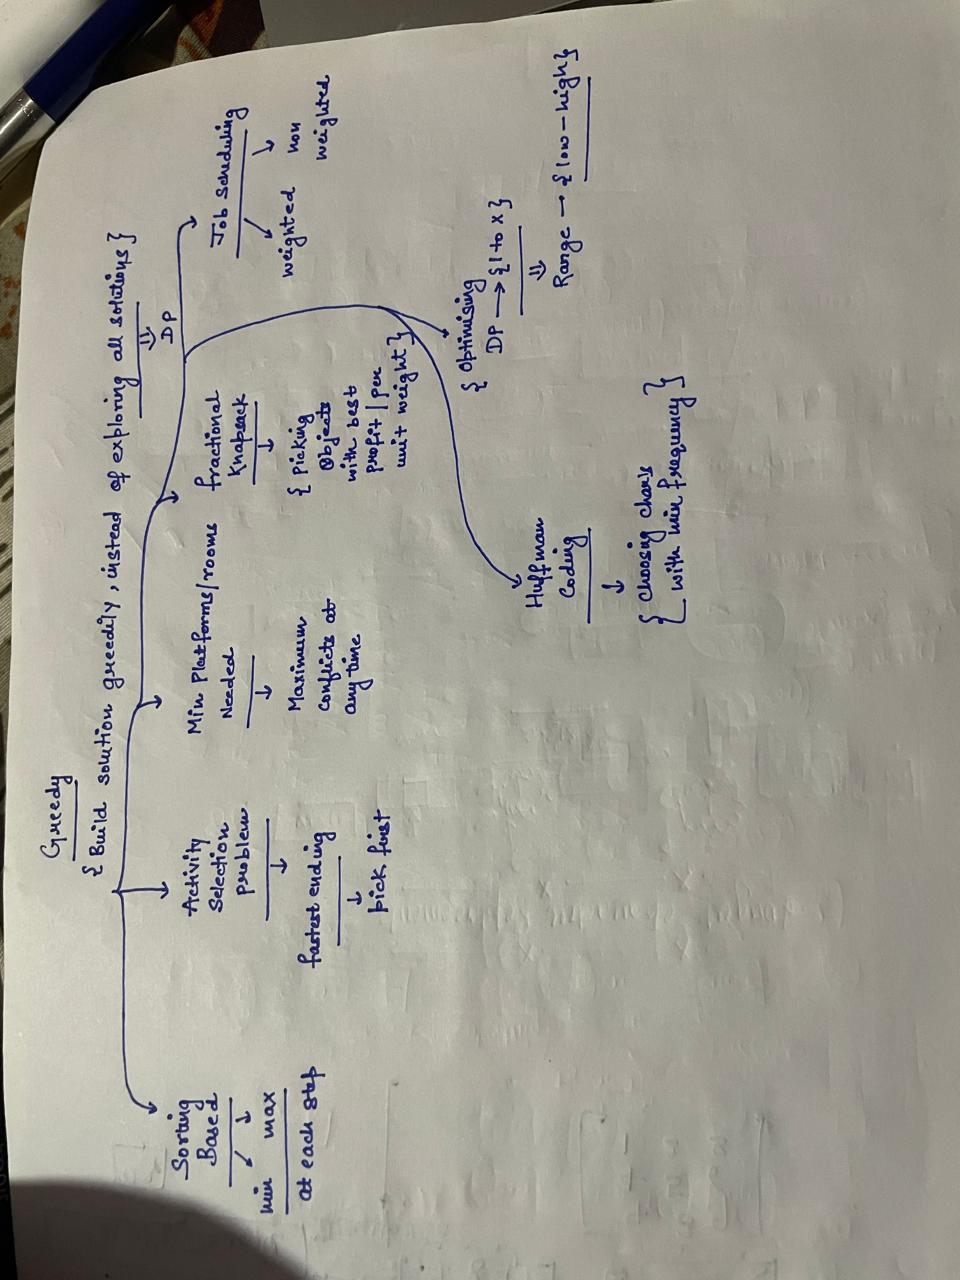 Greedy
{ Build solution greedily, instead of exploring all solutions }
⇓
DP
Sorting
Based
min max
at each step
Activity
Selection
problem
↓
fastest ending
↓
pick first
Min Platforms/rooms
Needed
↓
Maximum
conflicts at
any time
fractional
Knapsack
↓
{ Picking
objects
with best
profit / per
unit weight }
Job scheduling
weighted non
weighted
Huffman
Coding
↓
{ choosing chars
with min frequency }
{ Optimising
DP → { 1 to x }
⇓
Range → { low - high }